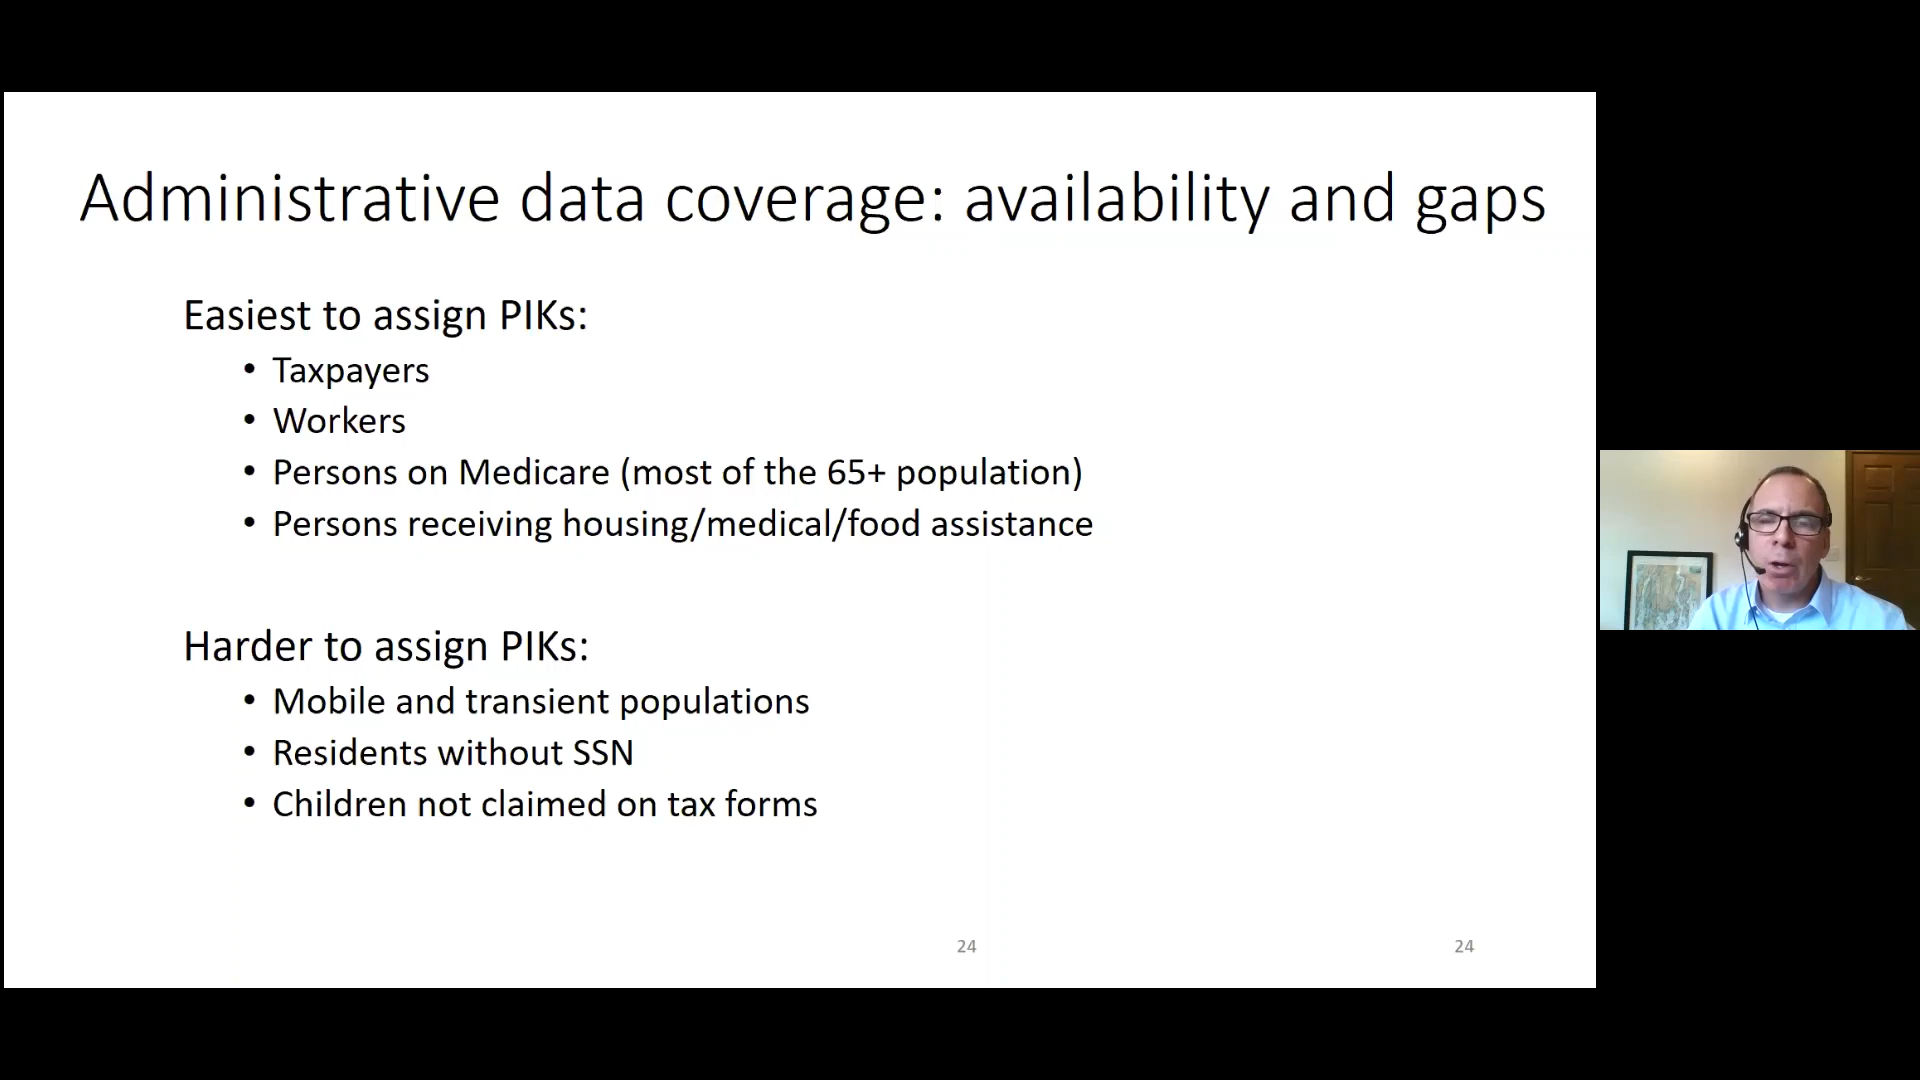 Administrative data coverage: availability and gaps
Easiest to assign PIKs:
• Taxpayers
• Workers
• Persons on Medicare (most of the 65+ population)
• Persons receiving housing/medical/food assistance
Harder to assign PIKs:
• Mobile and transient populations
• Residents without SSN
• Children not claimed on tax forms
24
24